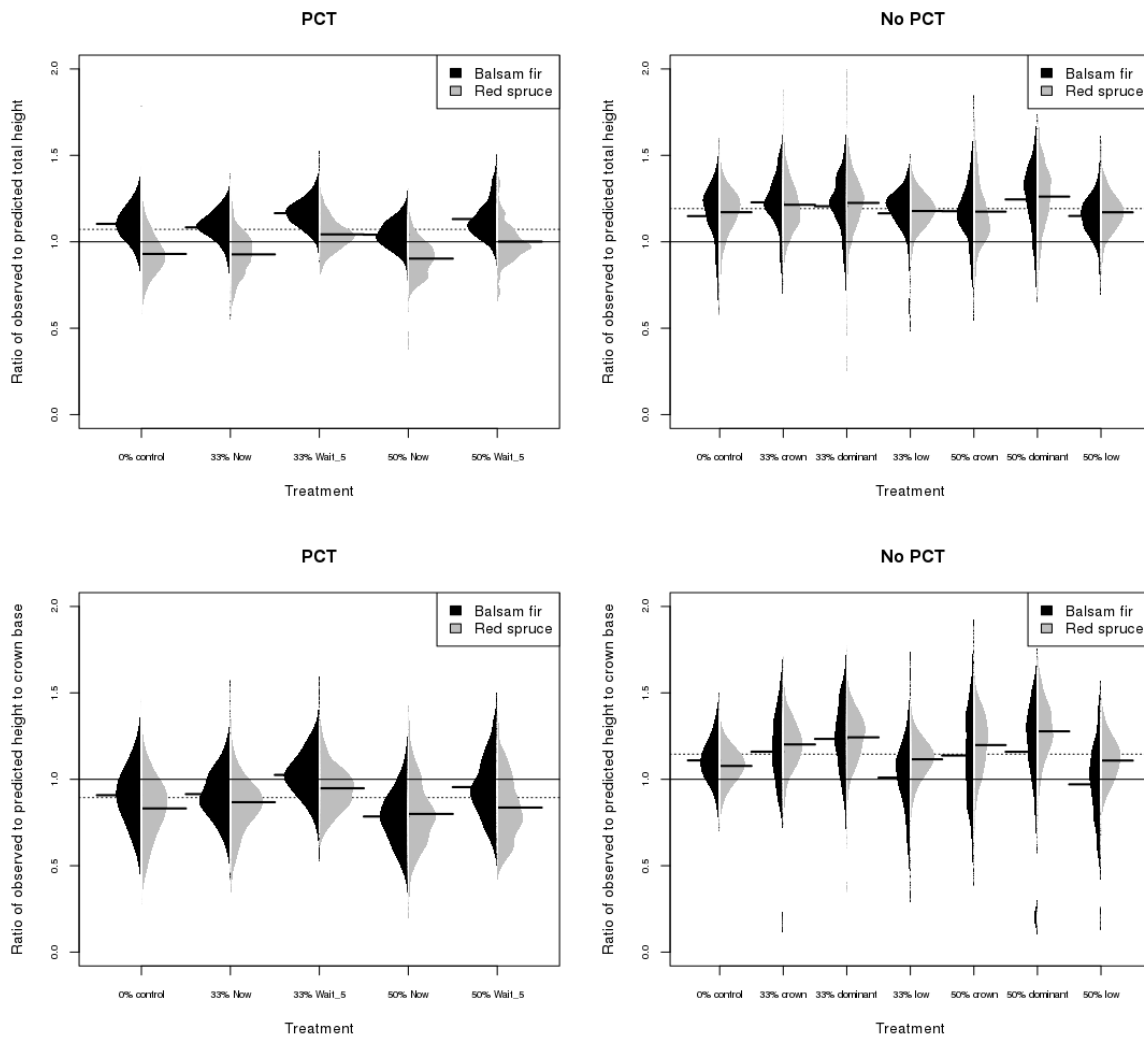 PCT
Ratio of observed to predicted total height
2.0
1.5
1.0
0.5
0.0
Balsam fir
Red spruce
0% control 33% Now 33% Wait_5 50% Now 50% Wait_5
Treatment
No PCT
Ratio of observed to predicted total height
2.0
1.5
1.0
0.5
0.0
Balsam fir
Red spruce
0% control 33% crown 33% dominant 33% low 50% crown 50% dominant 50% low
Treatment
PCT
Ratio of observed to predicted height to crown base
2.0
1.5
1.0
0.5
0.0
Balsam fir
Red spruce
0% control 33% Now 33% Wait_5 50% Now 50% Wait_5
Treatment
No PCT
Ratio of observed to predicted height to crown base
2.0
1.5
1.0
0.5
0.0
Balsam fir
Red spruce
0% control 33% crown 33% dominant 33% low 50% crown 50% dominant 50% low
Treatment